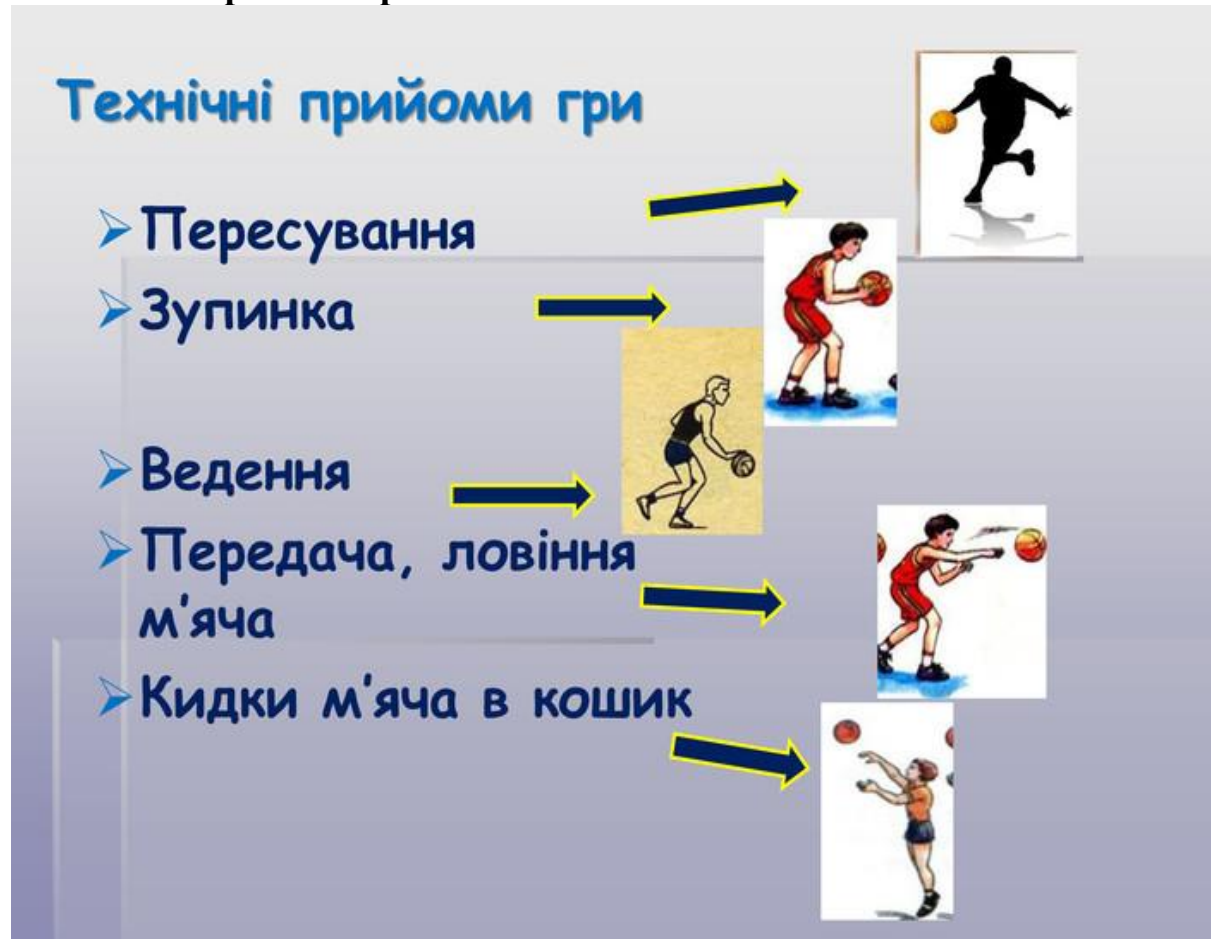 Технічні прийоми гри
Пересування
Зупинка
Ведення
Передача, ловіння
м'яча
Кидки м'яча в кошик